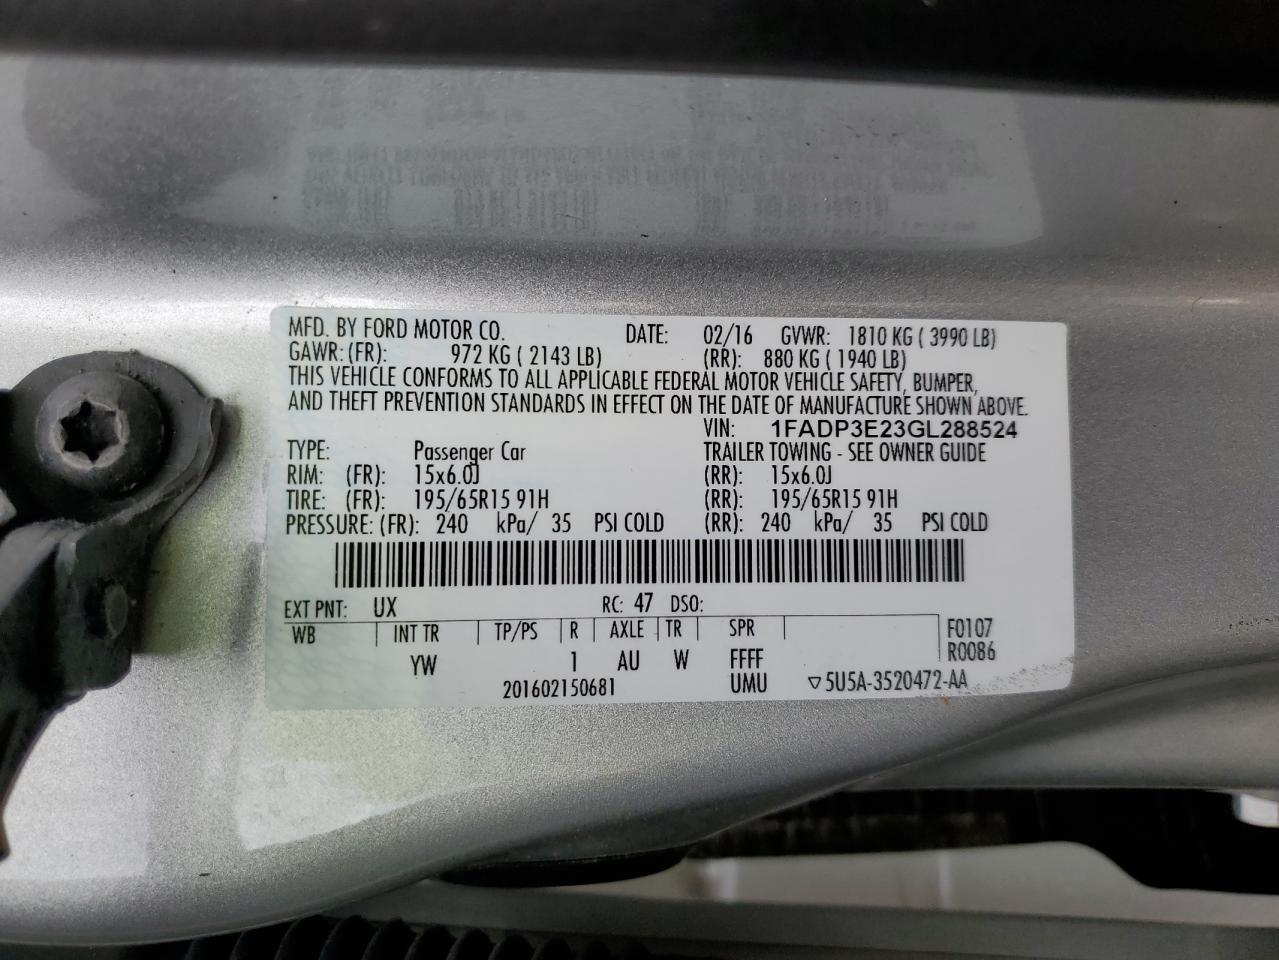 MFD. BY FORD MOTOR CO. DATE: 02/16 GVWR: 1810 KG ( 3990 LB)
GAWR: (FR): 972 KG ( 2143 LB) (RR): 880 KG ( 1940 LB)
THIS VEHICLE CONFORMS TO ALL APPLICABLE FEDERAL MOTOR VEHICLE SAFETY, BUMPER,
AND THEFT PREVENTION STANDARDS IN EFFECT ON THE DATE OF MANUFACTURE SHOWN ABOVE.
VIN: 1FADP3E23GL288524
TYPE: Passenger Car TRAILER TOWING - SEE OWNER GUIDE
RIM: (FR): 15x6.0J (RR): 15x6.0J
TIRE: (FR): 195/65R15 91H (RR): 195/65R15 91H
PRESSURE: (FR): 240 kPa/ 35 PSI COLD (RR): 240 kPa/ 35 PSI COLD
EXT PNT: UX RC: 47 DSO:
WB INT TR TP/PS R AXLE TR SPR F0107
YW 1 AU W FFFF R0086
201602150681 UMU ▽5U5A-3520472-AA